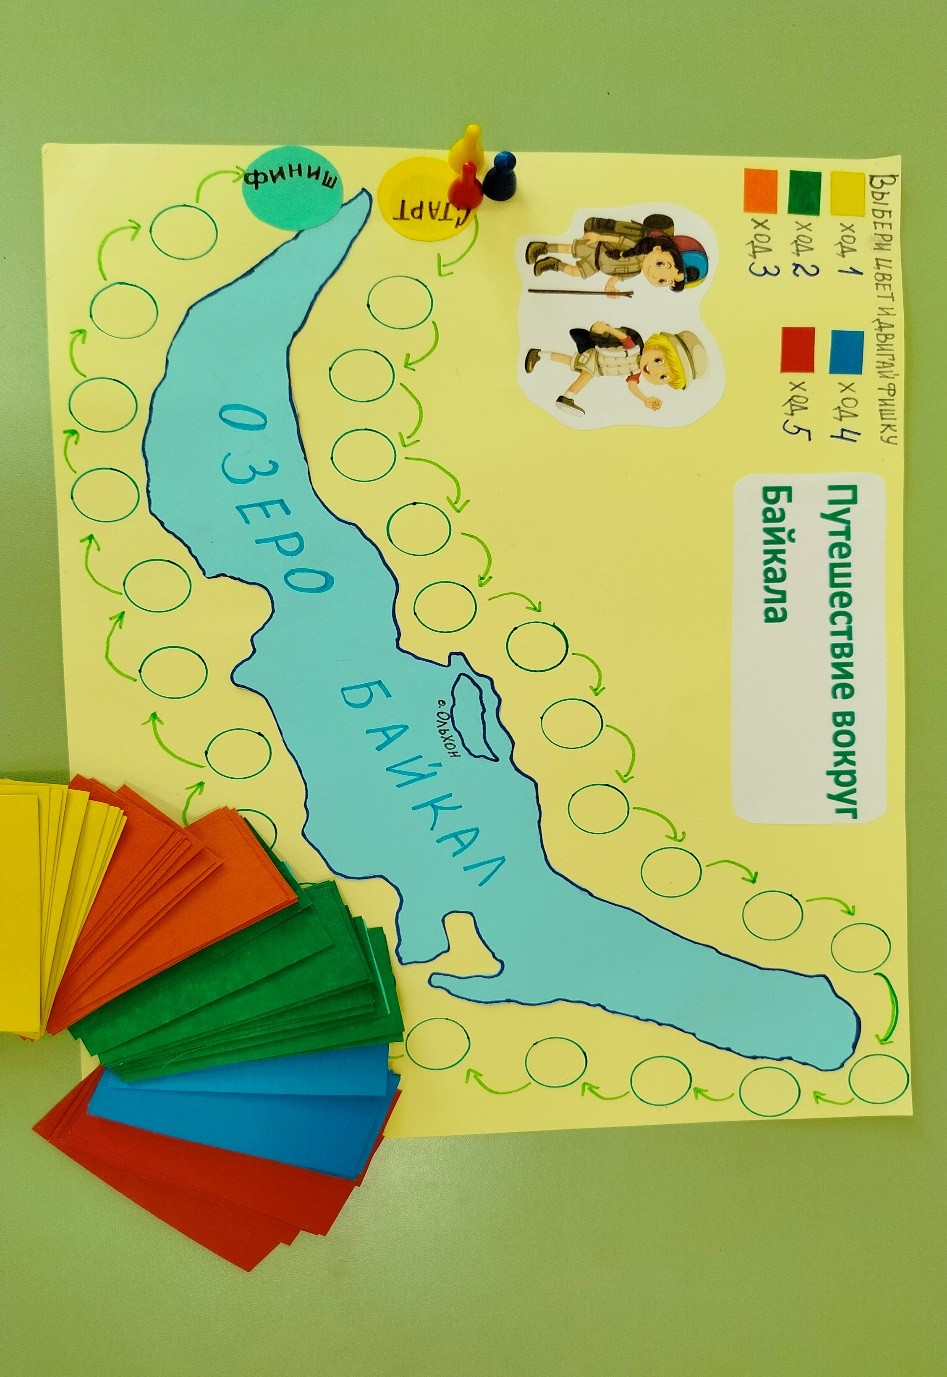 Выбери цвет и двигай фишку
ход 1
ход 2
ход 3
ход 4
ход 5
Путешествие вокруг
Байкала
СТАРТ
ФИНИШ
ОЗЕРО
БАЙКАЛ
о. Ольхон